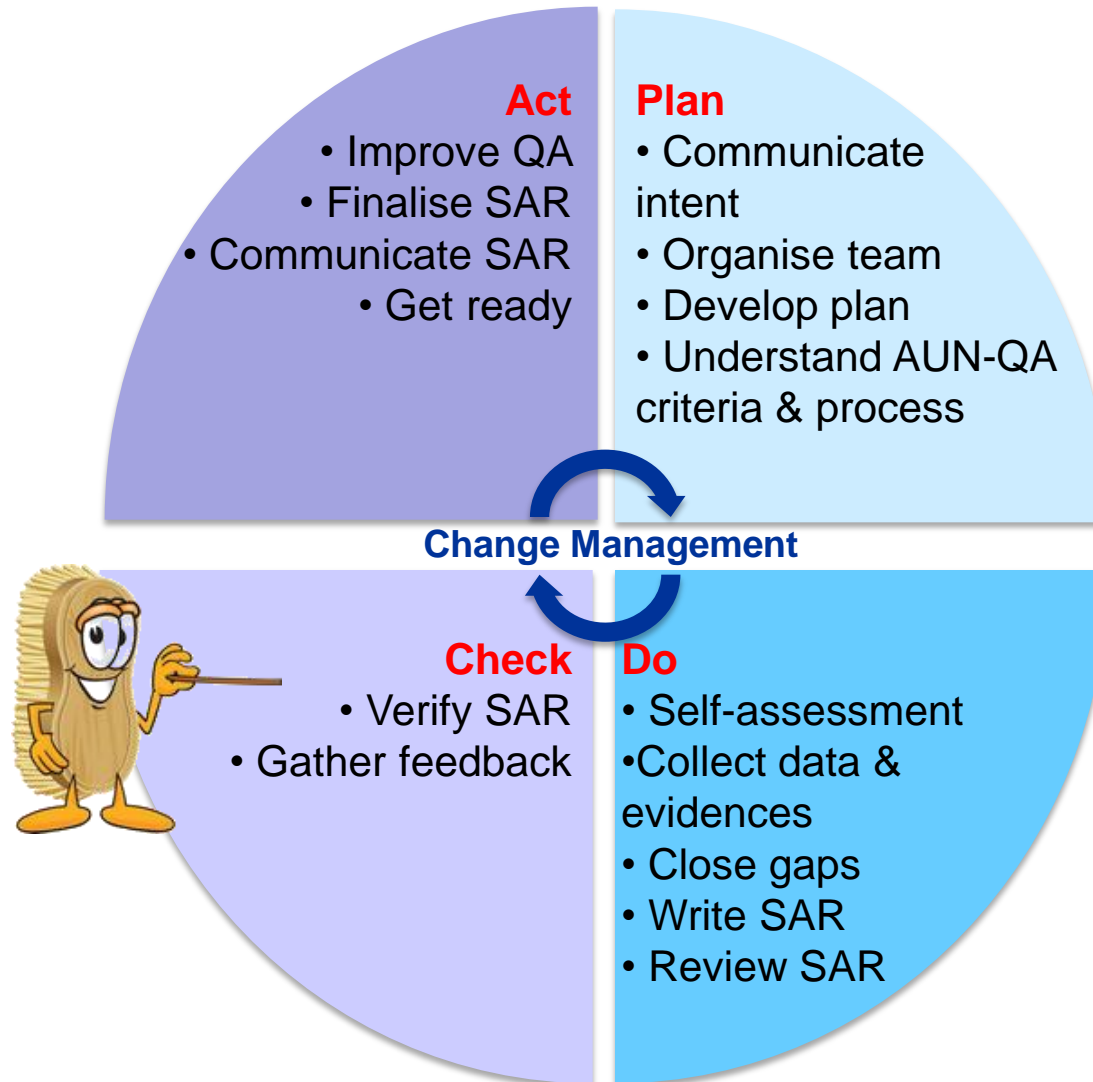 Act
• Improve QA
• Finalise SAR
• Communicate SAR
• Get ready
Plan
• Communicate
intent
• Organise team
• Develop plan
• Understand AUN-QA
criteria & process
Change Management
Check
• Verify SAR
• Gather feedback
Do
• Self-assessment
•Collect data &
evidences
• Close gaps
• Write SAR
• Review SAR